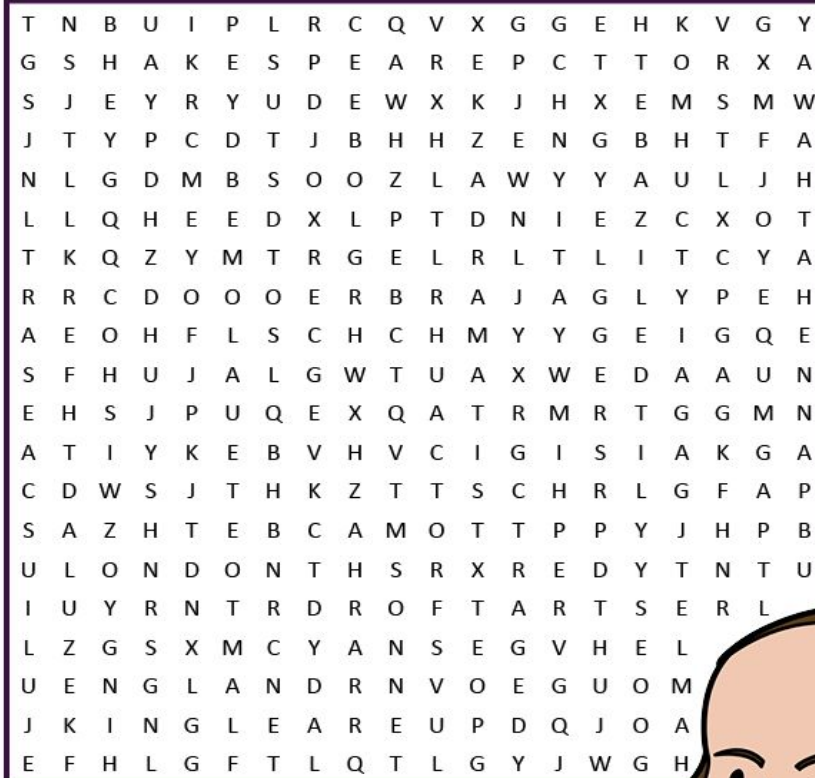 T N B U I P L R C Q V X G G E H K V G Y
G S H A K E S P E A R E P C T T O R X A
S J E Y R Y U D E W X K J H X E M S M W
J T Y P C D T J B H H Z E N G B H T F A
N L G D M B S O O Z L A W Y Y A U L J H
L L Q H E E D X L P T D N I E Z C X O T
T K Q Z Y M T R G E L R L T L I T C Y A
R R C D O O O E R B R A J A G L Y P E H
A E O H F L S C H C H M Y Y G E I G Q E
S F H U J A L G W T U A X W E D A A U N
E H S J P U Q E X Q A T R M R T G G M N
A T I Y K E B V H V C I G I S I A K G A
C D W S J T H K Z T T S C H R L G F A P
S A Z H T E B C A M O T T P P Y J H P B
U L O N D O N T H S R X R E D Y T N T U
I U Y R N T R D R O F T A R T S E R L
L Z G S X M C Y A N S E G V H E L
U E N G L A N D R N V O E G U O M
J K I N G L E A R E U P D Q J O A
E F H L G F T L Q T L G Y J W G H